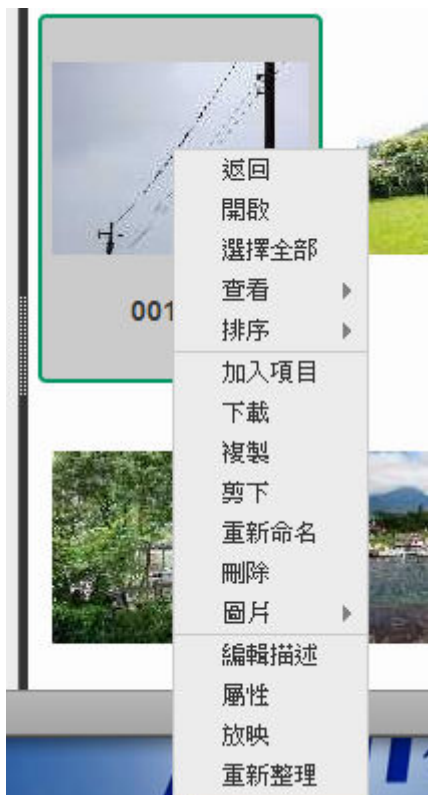 001
返回
開啟
選擇全部
查看
排序
加入項目
下載
複製
剪下
重新命名
刪除
圖片
編輯描述
屬性
放映
重新整理